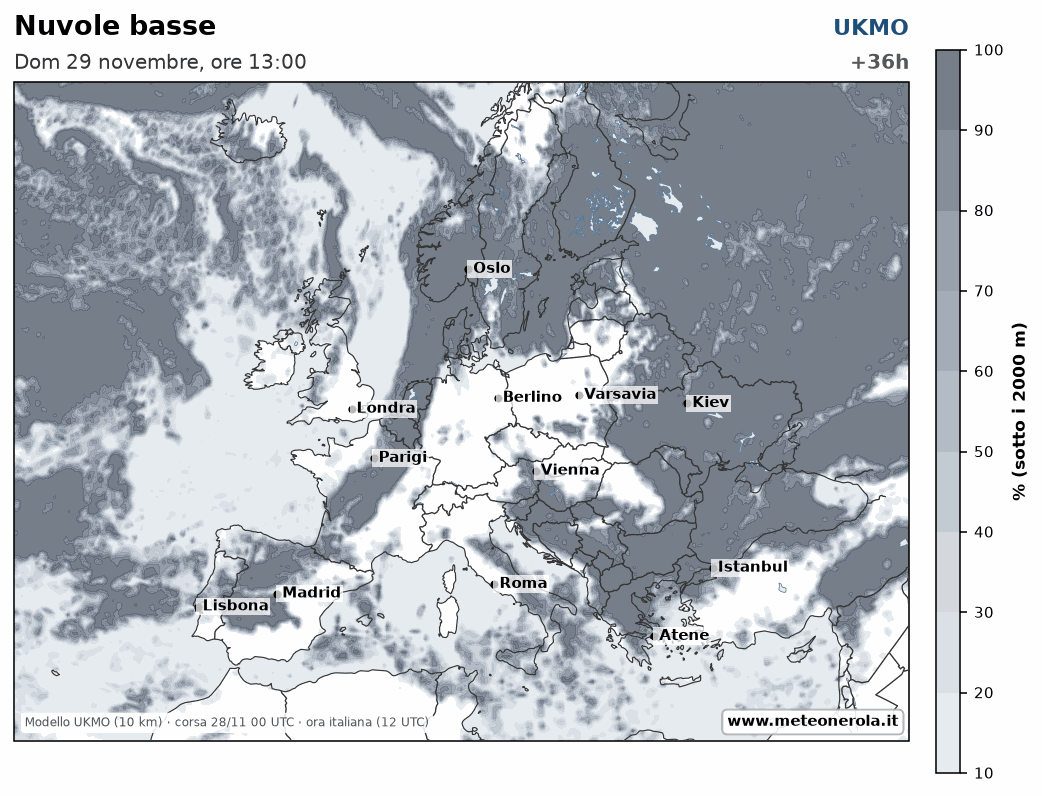 Nuvole basse
UKMO
Dom 29 novembre, ore 13:00
+36h
100
90
80
70
60
50
40
30
20
10
% (sotto i 2000 m)
Oslo
Londra
Berlino
Varsavia
Kiev
Parigi
Vienna
Istanbul
Roma
Madrid
Lisbona
Atene
Modello UKMO (10 km) · corsa 28/11 00 UTC · ora italiana (12 UTC)
www.meteonerola.it